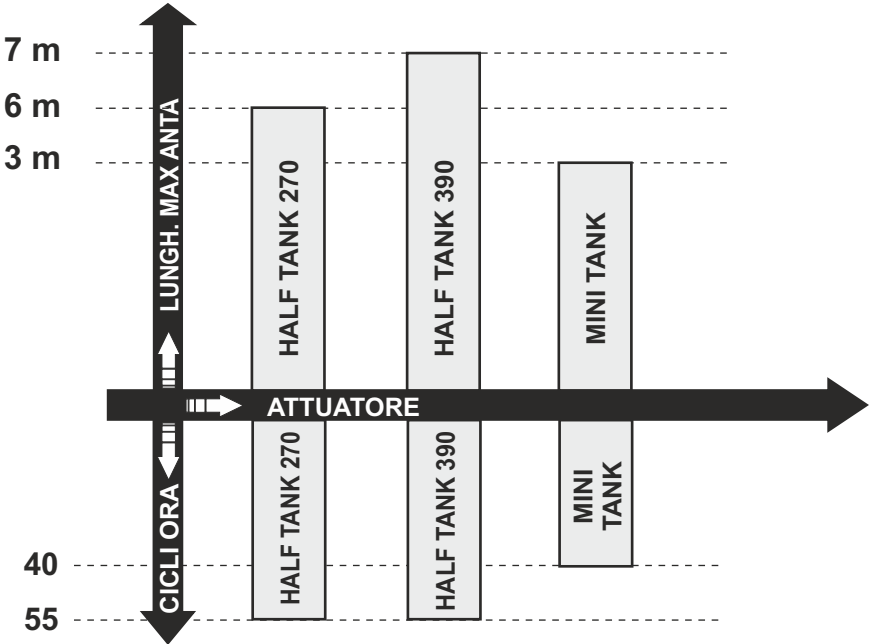 7 m
6 m
3 m
LUNGH. MAX ANTA
HALF TANK 270
HALF TANK 390
MINI TANK
ATTUATORE
CICLI ORA
HALF TANK 270
HALF TANK 390
MINI
TANK
40
55